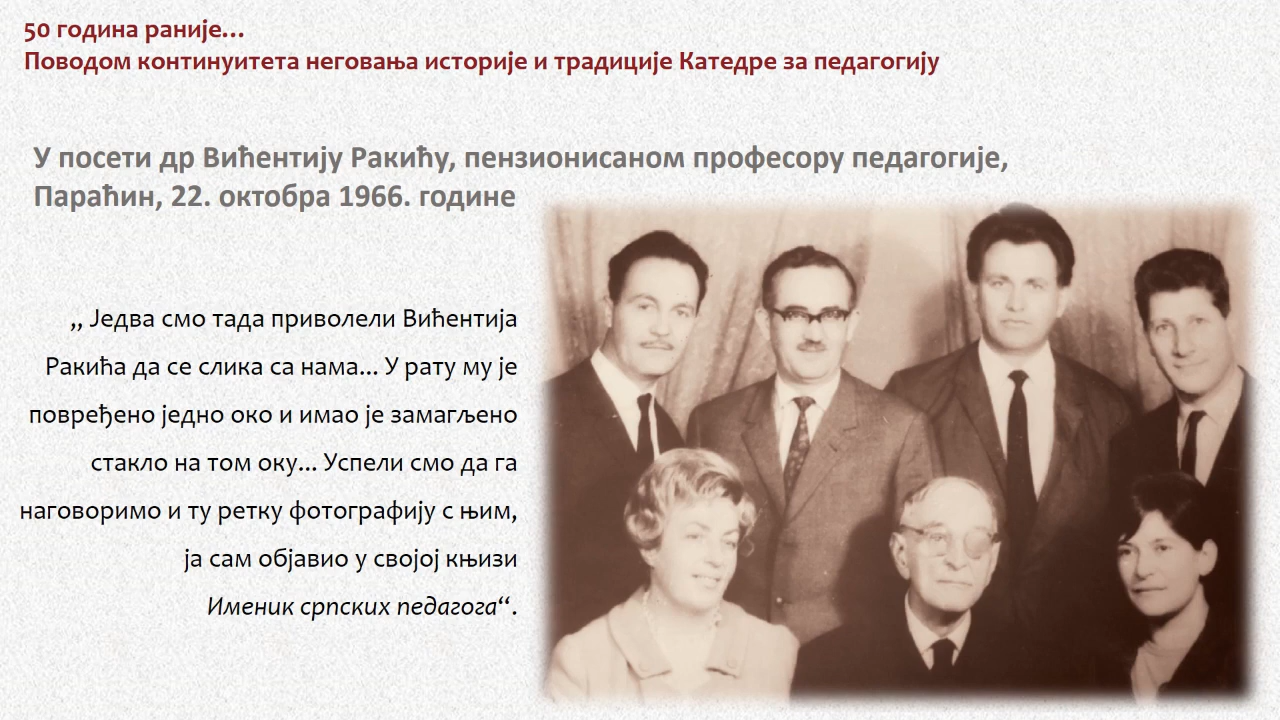 50 година раније...
Поводом континуитета неговања историје и традиције Катедре за педагогију
У посети др Вићентију Ракићу, пензионисаном професору педагогије,
Параћин, 22. октобра 1966. године
„ Једва смо тада приволели Вићентија
Ракића да се слика са нама... У рату му је
повређено једно око и имао је замагљено
стакло на том оку... Успели смо да га
наговоримо и ту ретку фотографију с њим,
ја сам објавио у својој књизи
Именик српских педагога“.